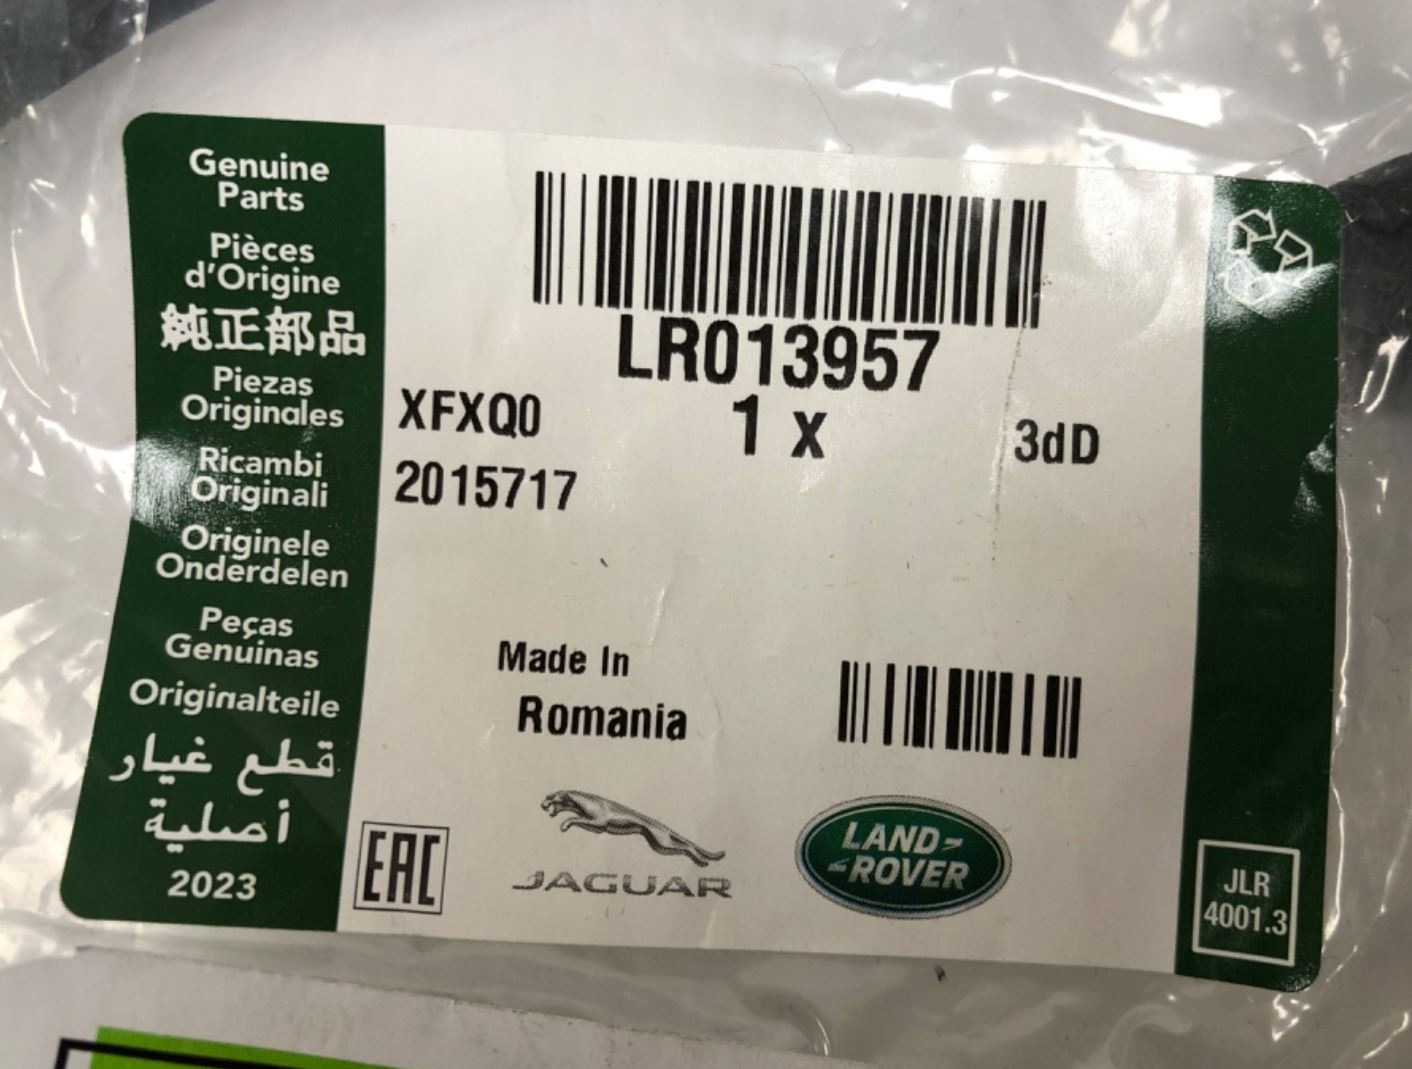 Genuine
Parts
Pièces
d'Origine
純正部品
Piezas
Originales
Ricambi
Originali
Originele
Onderdelen
Peças
Genuinas
Originalteile
قطع غيار
أصلية
2023
LR013957
XFXQ0
1 x
3dD
2015717
Made In
Romania
EAC
JAGUAR
LAND-
-ROVER
JLR
4001.3